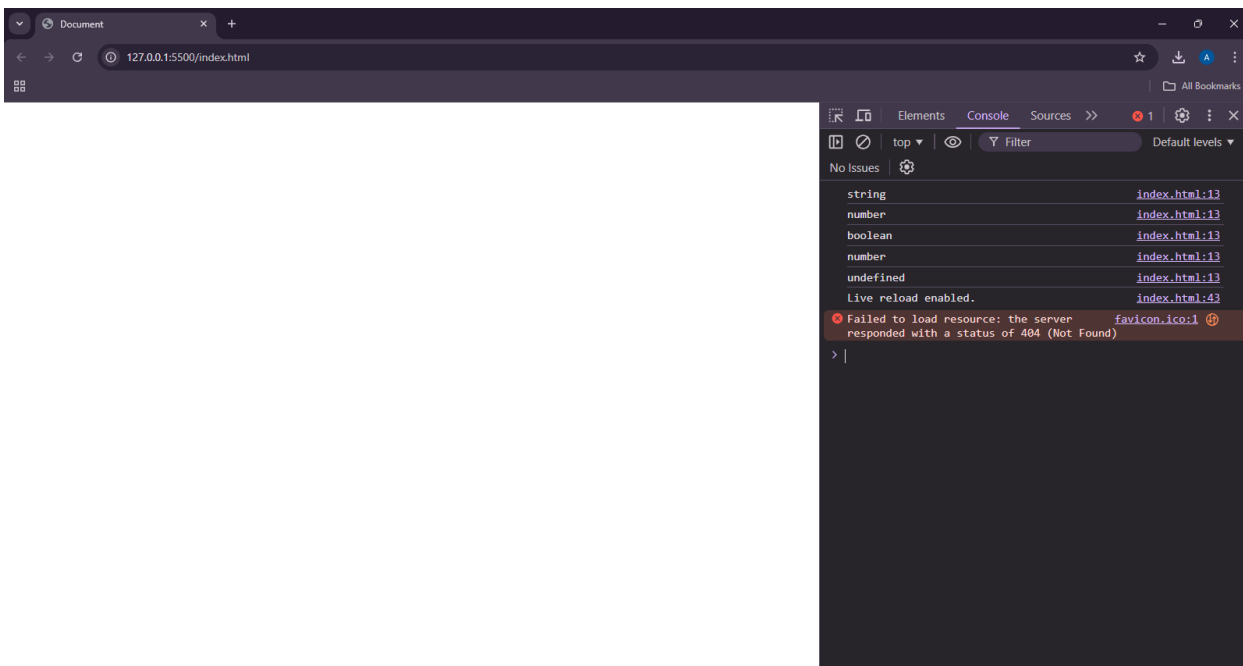 Document
127.0.0.1:5500/index.html
A
All Bookmarks
Elements Console Sources 1
top Filter Default levels
No Issues
string index.html:13
number index.html:13
boolean index.html:13
number index.html:13
undefined index.html:13
Live reload enabled. index.html:43
Failed to load resource: the server favicon.ico:1
responded with a status of 404 (Not Found)